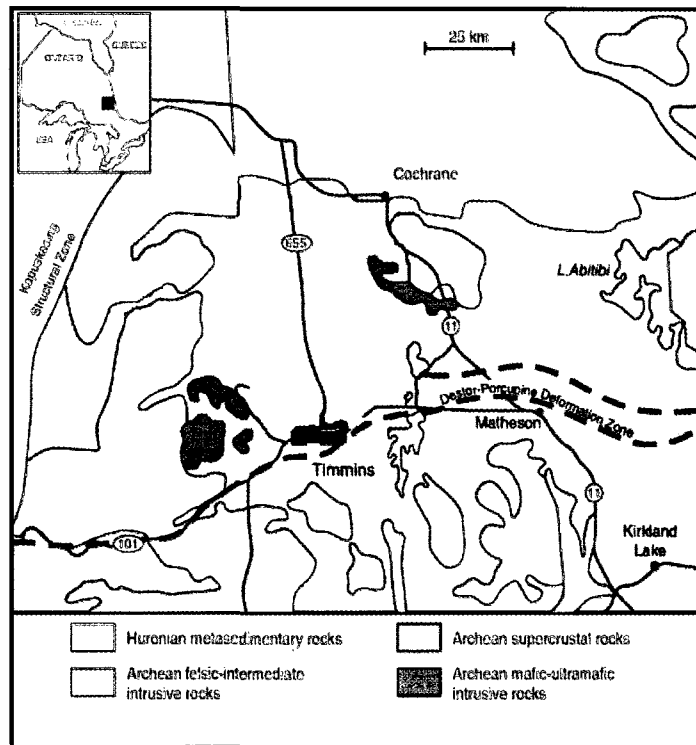 ONTARIO
QUEBEC
USA
25 km
Cochrane
655
Kapuskasing
Structural Zone
L.Abitibi
11
Destor-Porcupine Deformation Zone
Matheson
Timmins
11
101
Kirkland
Lake
Huronian metasedimentary rocks
Archean supercrustal rocks
Archean felsic-intermediate
intrusive rocks
Archean mafic-ultramafic
intrusive rocks